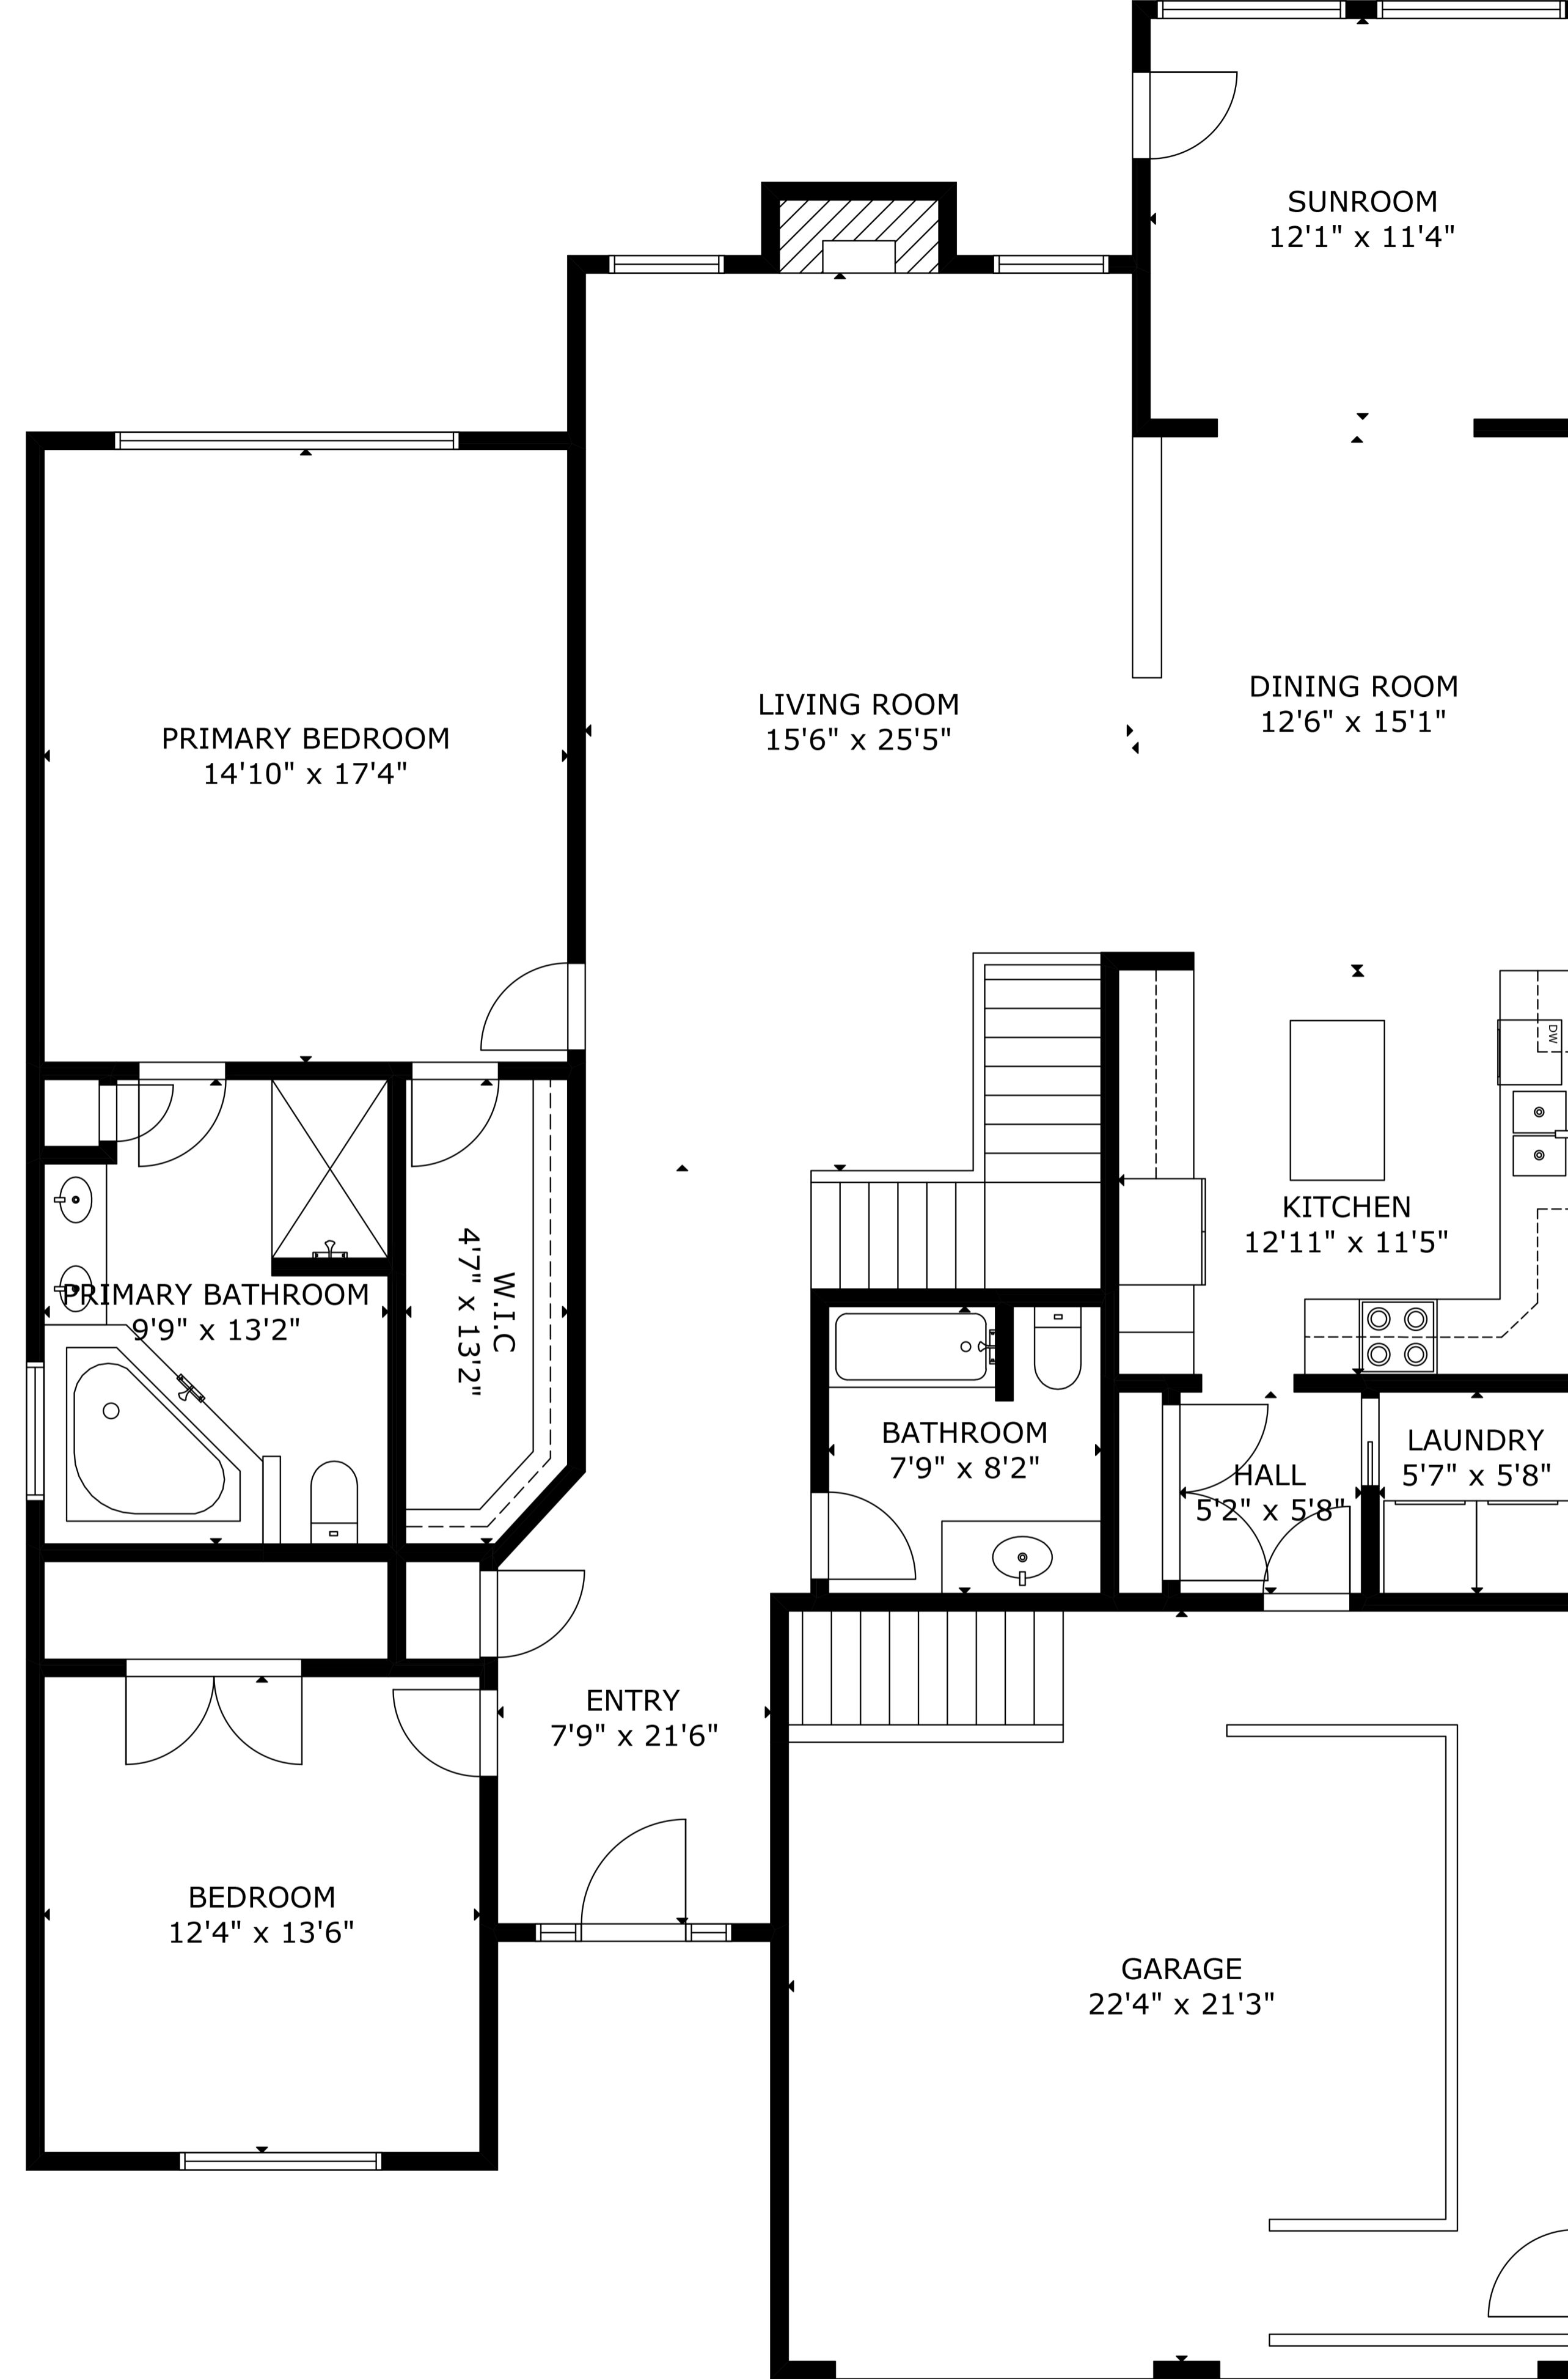 SUNROOM
12'1" x 11'4"
LIVING ROOM
15'6" x 25'5"
DINING ROOM
12'6" x 15'1"
PRIMARY BEDROOM
14'10" x 17'4"
DW
KITCHEN
12'11" x 11'5"
PRIMARY BATHROOM
9'9" x 13'2"
W.I.C
4'7" x 13'2"
BATHROOM
7'9" x 8'2"
HALL
5'2" x 5'8"
LAUNDRY
5'7" x 5'8"
ENTRY
7'9" x 21'6"
BEDROOM
12'4" x 13'6"
GARAGE
22'4" x 21'3"